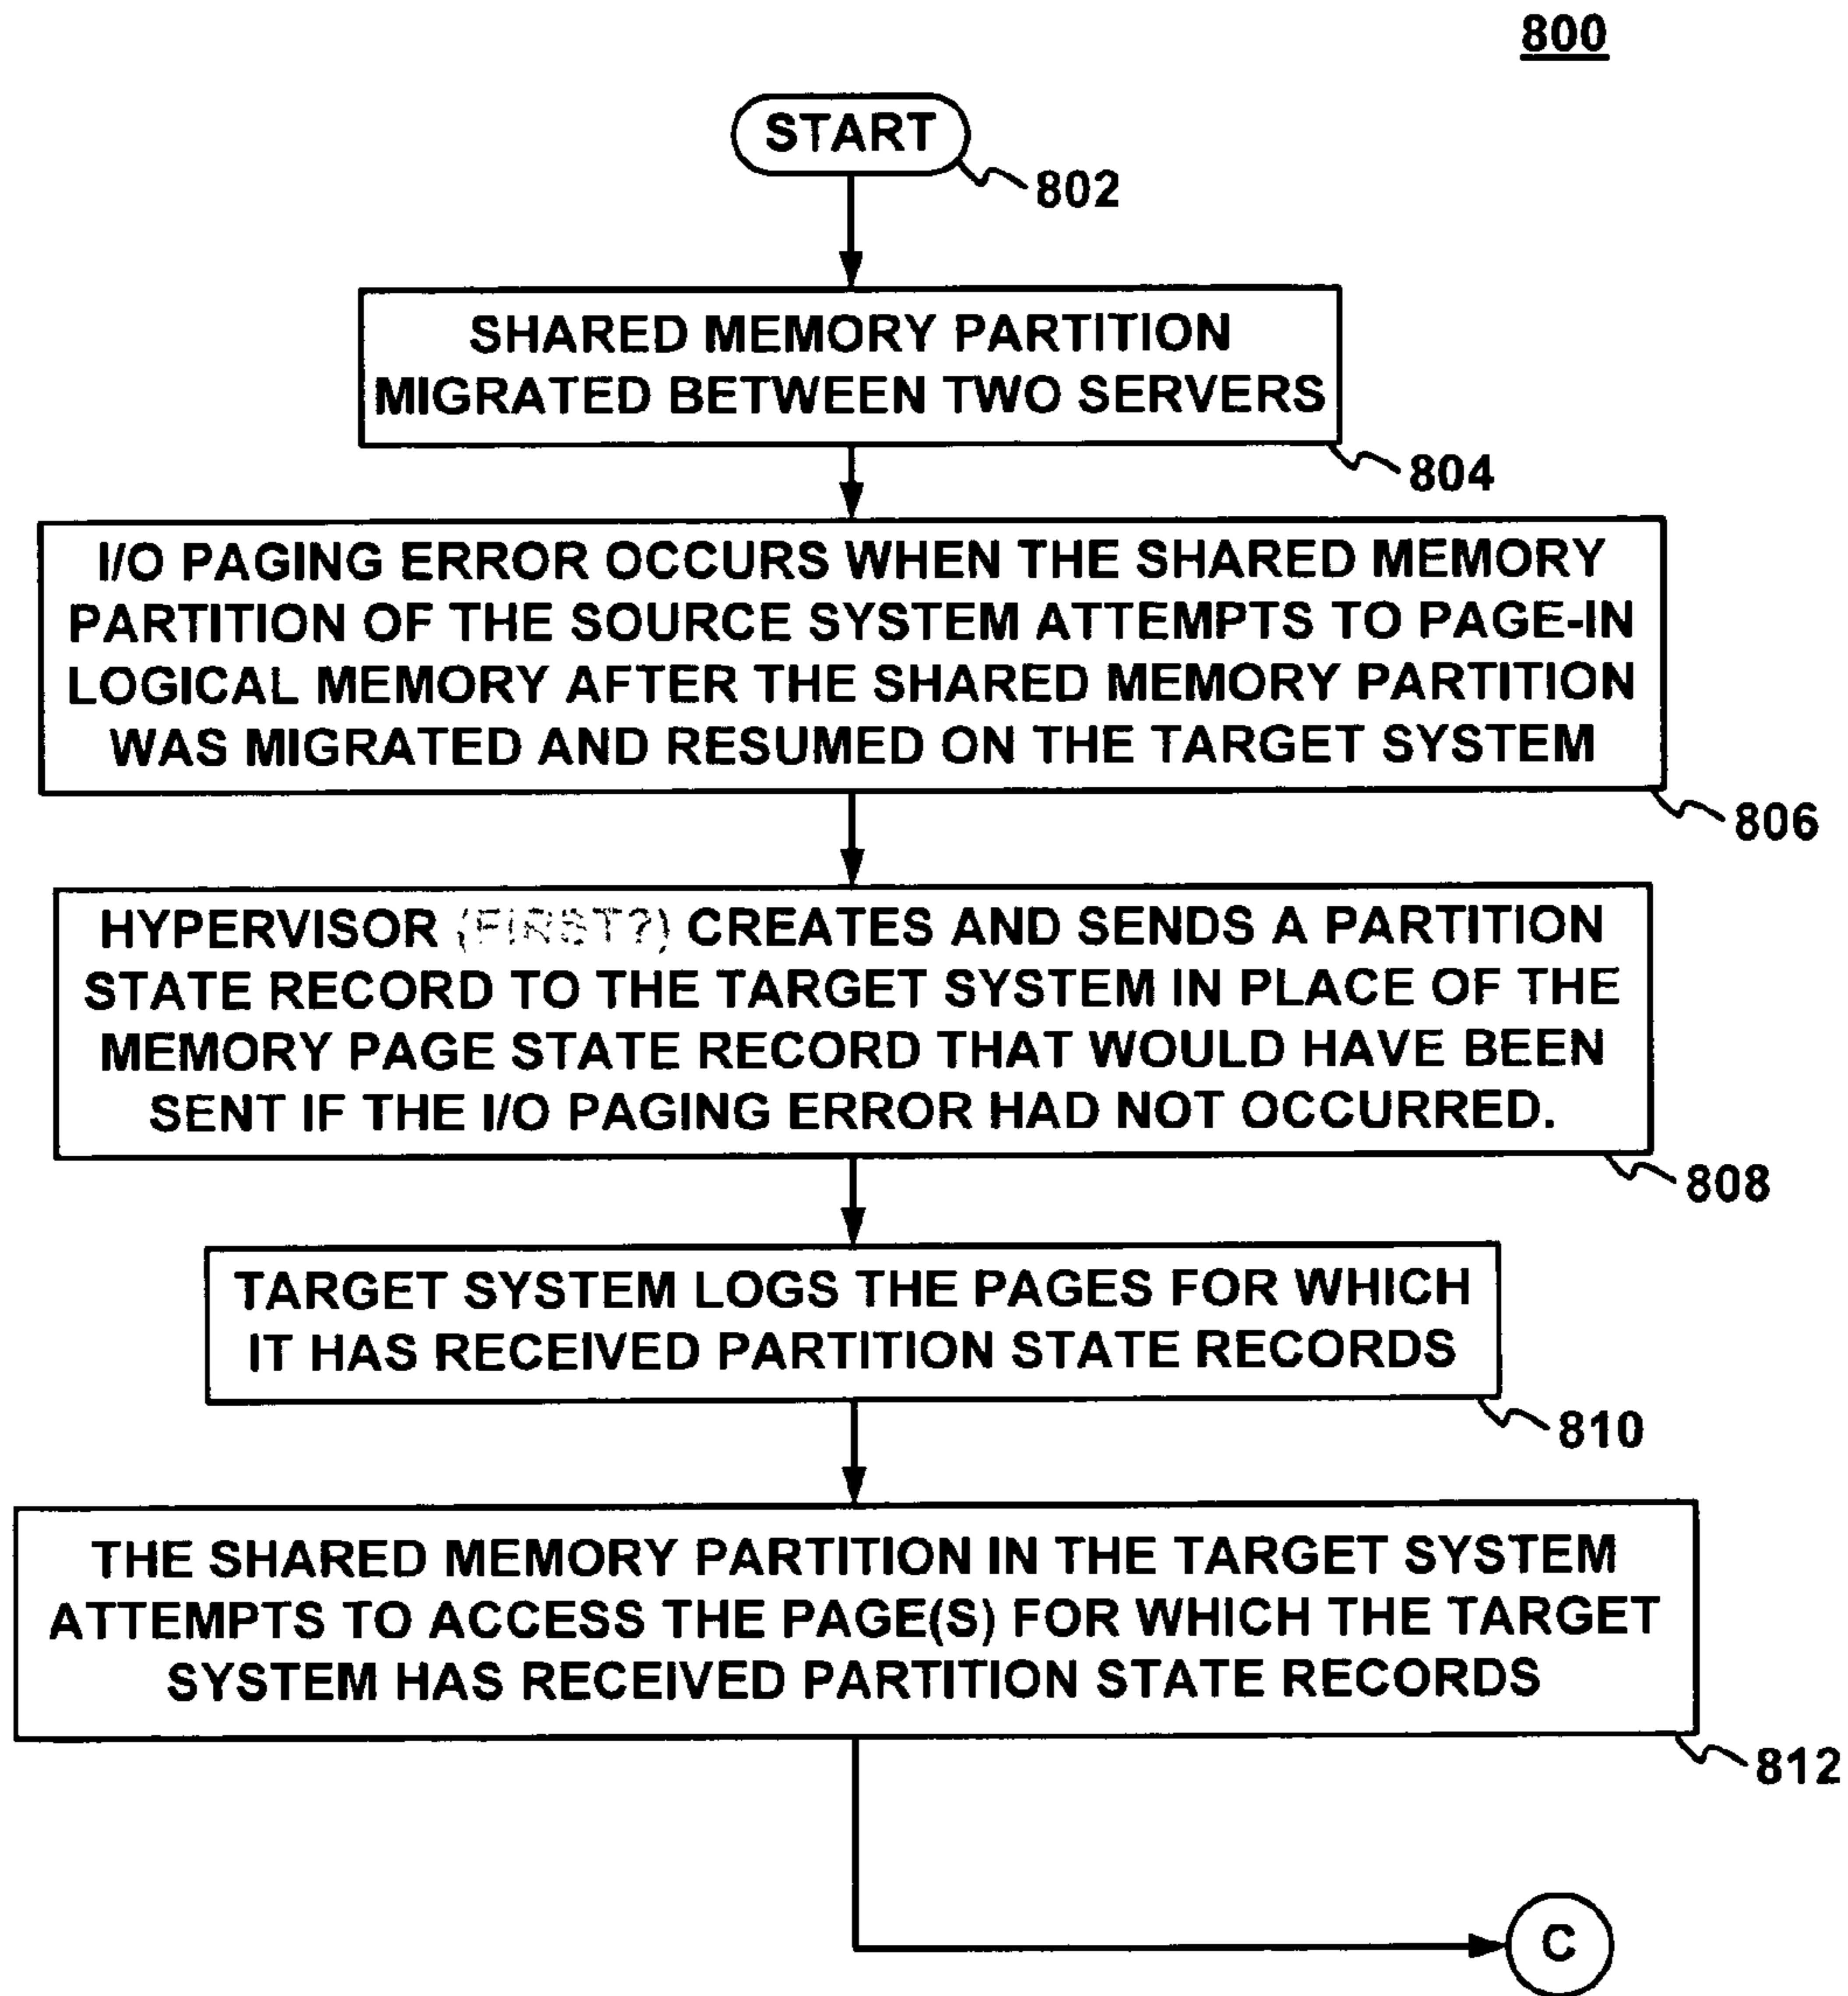 800
START
802
SHARED MEMORY PARTITION
MIGRATED BETWEEN TWO SERVERS
804
I/O PAGING ERROR OCCURS WHEN THE SHARED MEMORY
PARTITION OF THE SOURCE SYSTEM ATTEMPTS TO PAGE-IN
LOGICAL MEMORY AFTER THE SHARED MEMORY PARTITION
WAS MIGRATED AND RESUMED ON THE TARGET SYSTEM
806
HYPERVISOR (FIRST?) CREATES AND SENDS A PARTITION
STATE RECORD TO THE TARGET SYSTEM IN PLACE OF THE
MEMORY PAGE STATE RECORD THAT WOULD HAVE BEEN
SENT IF THE I/O PAGING ERROR HAD NOT OCCURRED.
808
TARGET SYSTEM LOGS THE PAGES FOR WHICH
IT HAS RECEIVED PARTITION STATE RECORDS
810
THE SHARED MEMORY PARTITION IN THE TARGET SYSTEM
ATTEMPTS TO ACCESS THE PAGE(S) FOR WHICH THE TARGET
SYSTEM HAS RECEIVED PARTITION STATE RECORDS
812
C